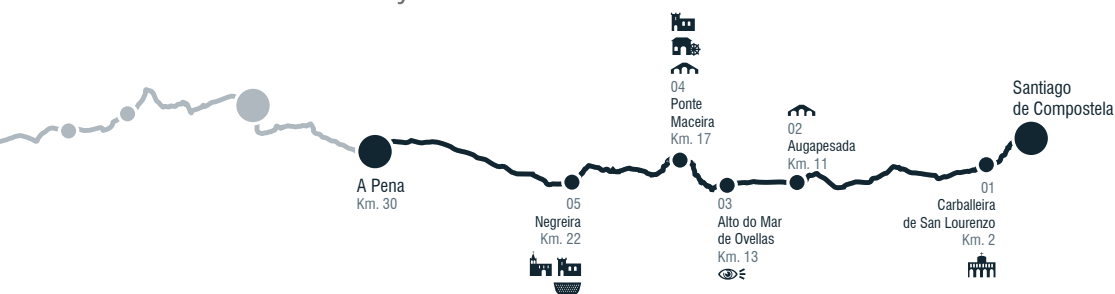 Santiago
de Compostela
04
Ponte
Maceira
Km. 17
02
Augapesada
Km. 11
A Pena
Km. 30
05
Negreira
Km. 22
03
Alto do Mar
de Ovellas
Km. 13
01
Carballeira
de San Lourenzo
Km. 2